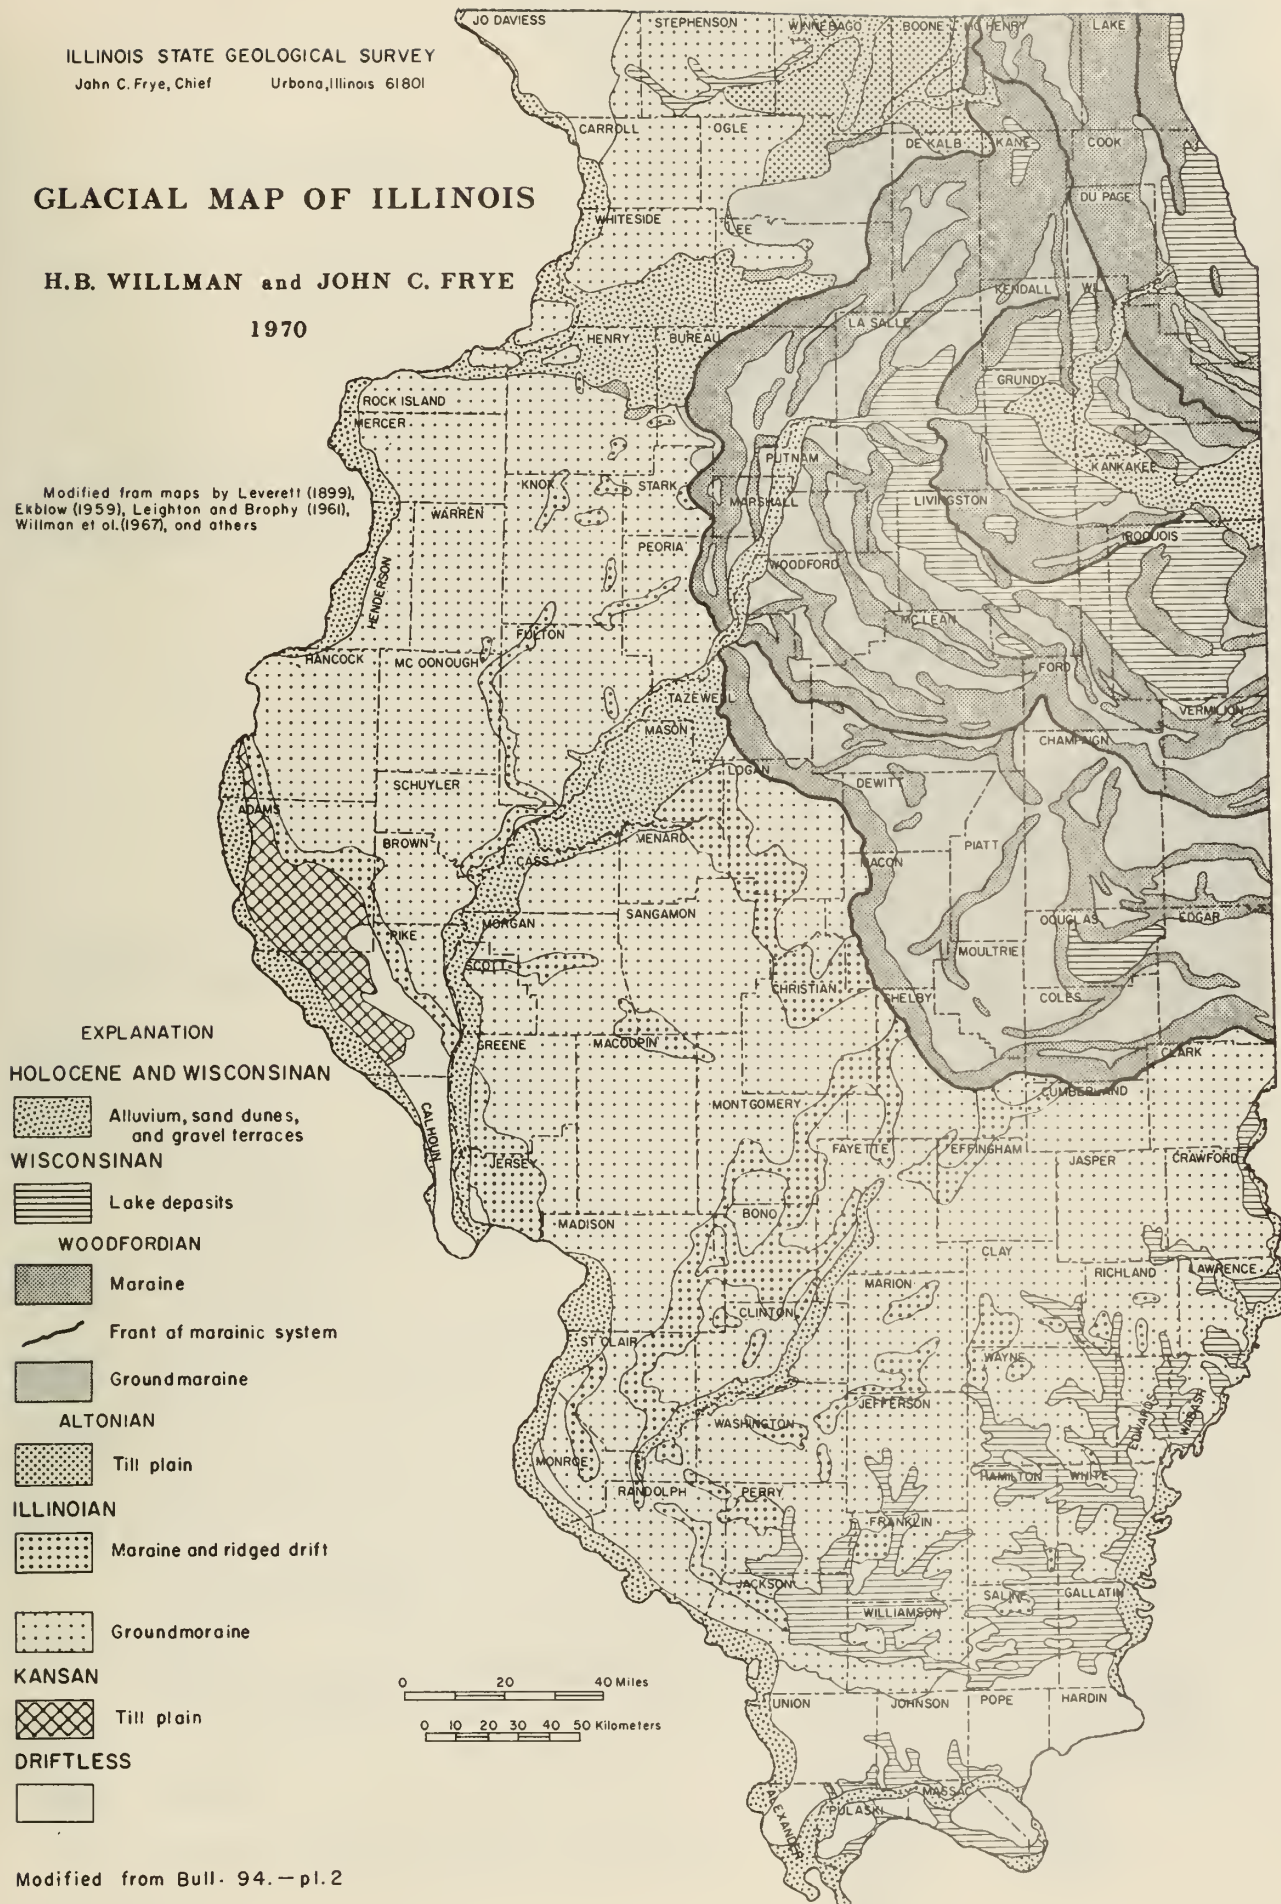 ILLINOIS STATE GEOLOGICAL SURVEY
John C. Frye, Chief Urbona, Illinois 61801
GLACIAL MAP OF ILLINOIS
H.B. WILLMAN and JOHN C. FRYE
1970
Modified from maps by Leverett (1899),
Ekblow (1959), Leighton and Brophy (1961),
Willman et al. (1967), and others
JO DAVIESS
STEPHENSON
WINNEBAGO
BOONE
MC HENRY
LAKE
CARROLL
OGLE
DE KALB
KANE
COOK
DU PAGE
WHITESIDE
LEE
KENDALL
WILL
LA SALLE
HENRY
BUREAU
GRUNDY
ROCK ISLAND
MERCER
PUTNAM
KANKAKEE
KNOX
STARK
MARSHALL
LIVINGSTON
WARREN
HENDERSON
PEORIA
IROQUOIS
WOODFORD
FULTON
MC LEAN
HANCOCK
MC DONOUGH
FORD
TAZEWELL
VERMILION
MASON
CHAMPAIGN
LOGAN
DEWITT
SCHUYLER
ADAMS
BROWN
MENARD
PIATT
CASS
MACON
MORGAN
SANGAMON
DOUGLAS
EDGAR
PIKE
MOULTRIE
SCOTT
CHRISTIAN
SHELBY
COLES
GREENE
MACOUPIN
CLARK
CUMBERLAND
MONTGOMERY
CALHOUN
FAYETTE
EFFINGHAM
JASPER
CRAWFORD
JERSEY
MADISON
BOND
CLAY
RICHLAND
LAWRENCE
MARION
CLINTON
ST CLAIR
WAYNE
JEFFERSON
EDWARDS
WABASH
WASHINGTON
MONROE
HAMILTON
WHITE
RANDOLPH
PERRY
FRANKLIN
JACKSON
WILLIAMSON
SALINE
GALLATIN
UNION
JOHNSON
POPE
HARDIN
ALEXANDER
PULASKI
MASSAC
EXPLANATION
HOLOCENE AND WISCONSINAN
Alluvium, sand dunes,
and gravel terraces
WISCONSINAN
Lake deposits
WOODFORDIAN
Moraine
Front of morainic system
Groundmoraine
ALTONIAN
Till plain
ILLINOIAN
Moraine and ridged drift
Groundmoraine
KANSAN
Till plain
DRIFTLESS
0 20 40 Miles
0 10 20 30 40 50 Kilometers
Modified from Bull. 94.—pl. 2